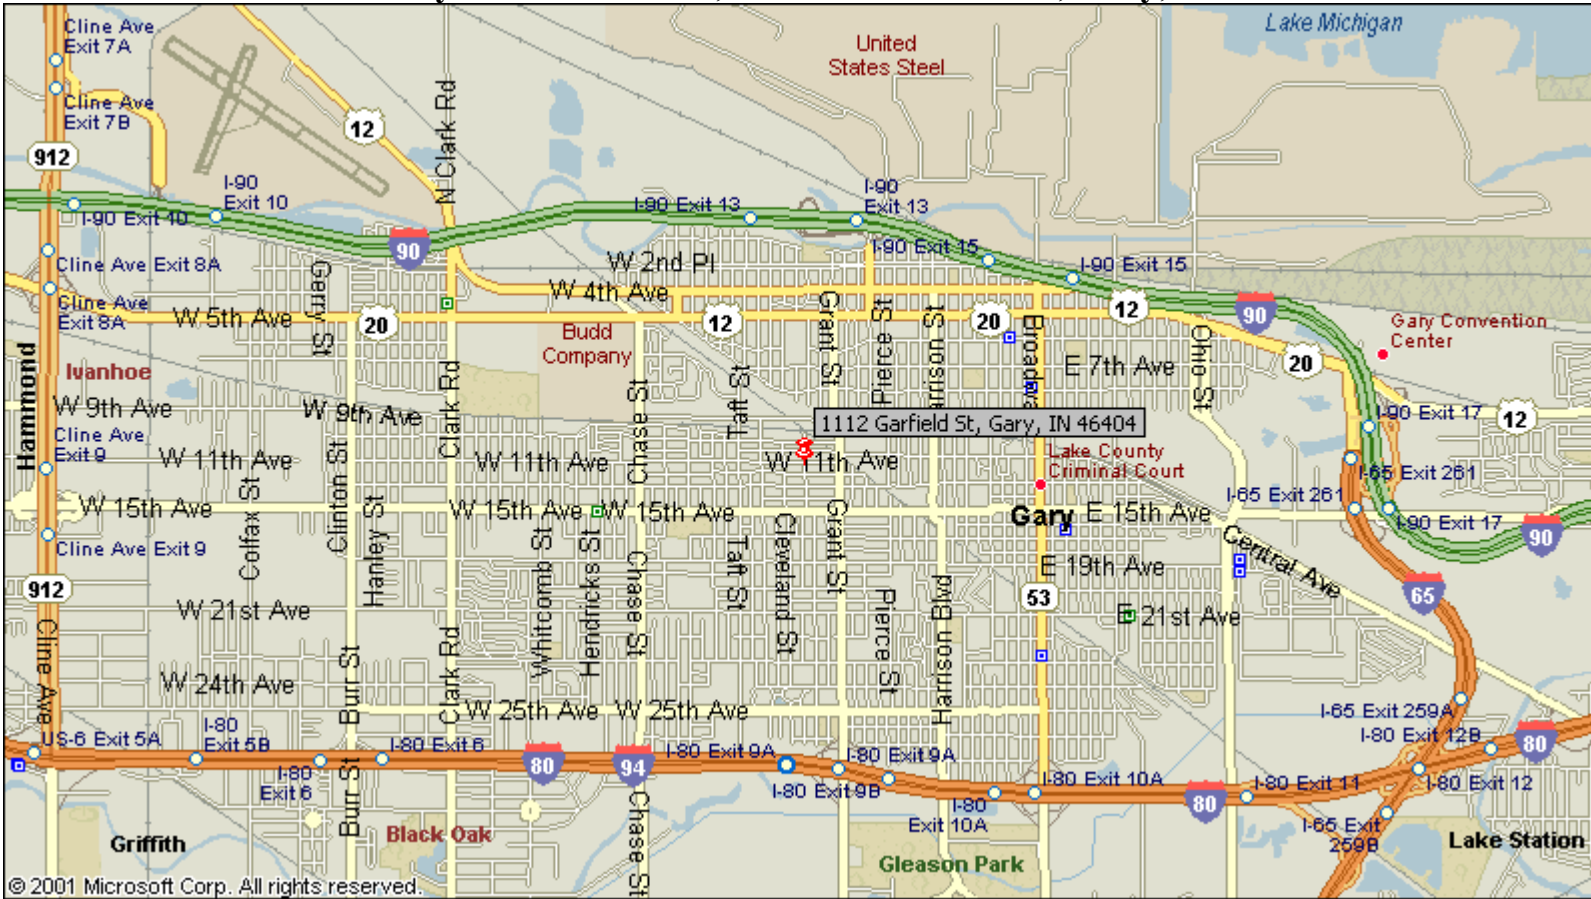 Cline Ave
Exit 7A
United
States Steel
Lake Michigan
Cline Ave
Exit 7B
12
N Clark Rd
912
I-90
Exit 10
I-90
Exit 13
I-90 Exit 10
I-90 Exit 13
90
I-90 Exit 15
I-90 Exit 15
Cline Ave Exit 8A
W 2nd Pl
Gerry St
W 4th Ave
Cline Ave
Exit 8A
W 5th Ave
20
12
Grant St
Pierce St
20
12
90
Budd
Company
Broadwa
Ohio St
Gary Convention
Center
Hammond
Ivanhoe
Clark Rd
Chase St
Taft St
E 7th Ave
20
W 9th Ave
W 9th Ave
1112 Garfield St, Gary, IN 46404
I-90 Exit 17
12
Cline Ave
Exit 9
W 11th Ave
Clinton St
W 11th Ave
W 11th Ave
Lake County
Criminal Court
I-65 Exit 261
I-65 Exit 261
W 15th Ave
Colfax St
Hanley St
W 15th Ave
W 15th Ave
Cleveland St
Grant St
Gary
E 15th Ave
I-90 Exit 17
90
Cline Ave Exit 9
Whitcomb St
Hendricks St
Chase St
Taft St
Central Ave
E 19th Ave
912
53
65
W 21st Ave
Pierce St
Harrison Blvd
E 21st Ave
Cline Ave
Burr St
Clark Rd
W 24th Ave
W 25th Ave
W 25th Ave
I-65 Exit 259A
US-6 Exit 5A
I-80
Exit 5B
I-80 Exit 6
80
94
I-80 Exit 9A
I-80 Exit 9A
I-80 Exit 12B
80
I-80
Exit 6
Burr St
I-80 Exit 9B
I-80
Exit 10A
I-80 Exit 10A
80
I-80 Exit 11
I-80 Exit 12
Chase St
I-65 Exit
259B
Griffith
Black Oak
Gleason Park
Lake Station
© 2001 Microsoft Corp. All rights reserved.